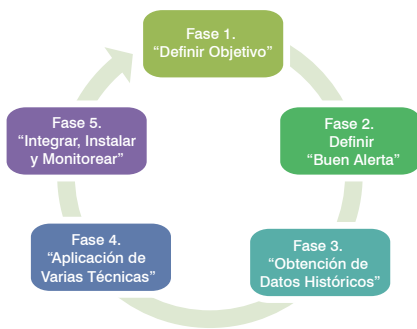 Fase 1.
“Definir Objetivo”
Fase 2.
Definir
“Buen Alerta”
Fase 3.
“Obtención de
Datos Históricos”
Fase 4.
“Aplicación de
Varias Técnicas”
Fase 5.
“Integrar, Instalar
y Monitorear”